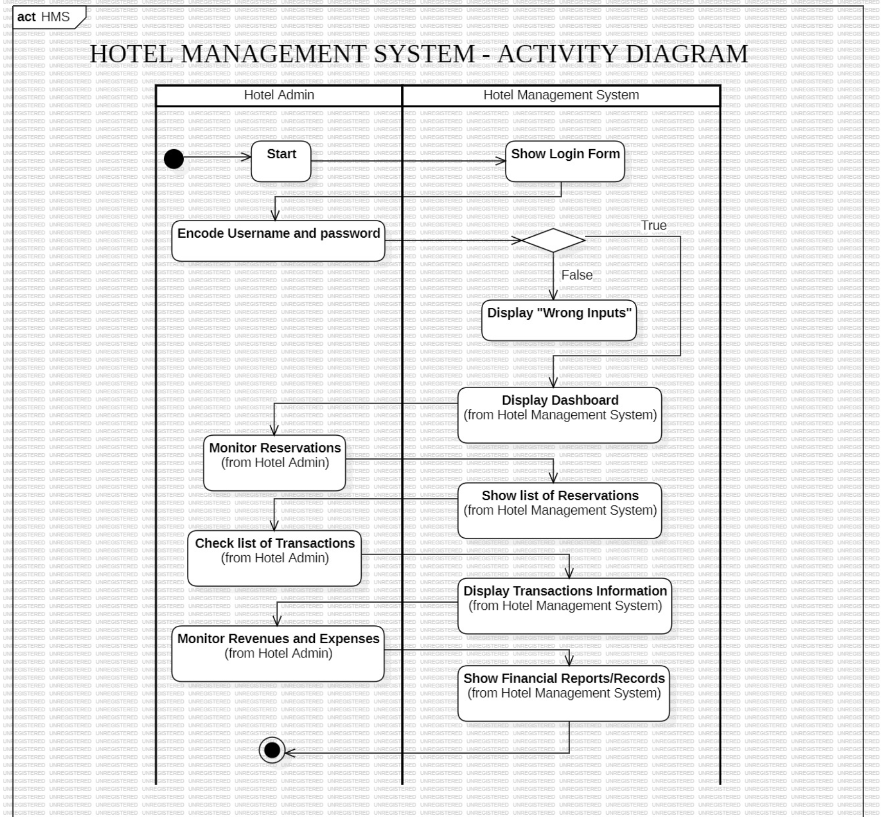 act HMS
HOTEL MANAGEMENT SYSTEM - ACTIVITY DIAGRAM
Hotel Admin
Hotel Management System
Start
Show Login Form
Encode Username and password
True
False
Display "Wrong Inputs"
Display Dashboard
(from Hotel Management System)
Monitor Reservations
(from Hotel Admin)
Show list of Reservations
(from Hotel Management System)
Check list of Transactions
(from Hotel Admin)
Display Transactions Information
(from Hotel Management System)
Monitor Revenues and Expenses
(from Hotel Admin)
Show Financial Reports/Records
(from Hotel Management System)
UNREGISTERED